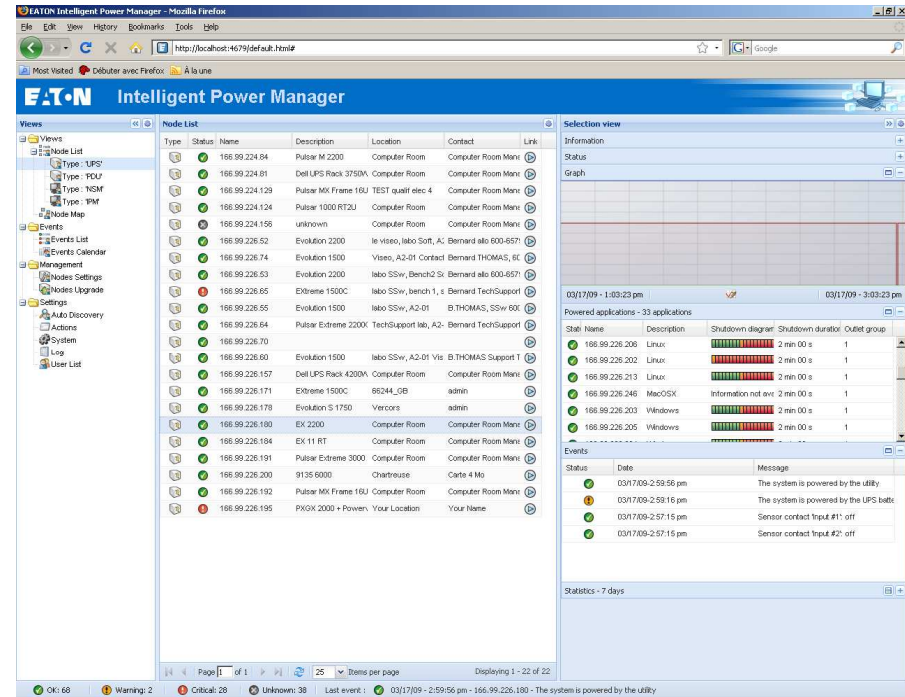 EATON Intelligent Power Manager - Mozilla Firefox
File Edit View History Bookmarks Tools Help
http://localhost:4679/default.html#
Google
Most Visited Débuter avec Firefox À la une
EATON Intelligent Power Manager
Views
Views
Node List
Type : 'UPS'
Type : 'PDU'
Type : 'NSM'
Type : 'IPM'
Node Map
Events
Events List
Events Calendar
Management
Nodes Settings
Nodes Upgrade
Settings
Auto Discovery
Actions
System
Log
User List
Node List
Type Status Name Description Location Contact Link
166.99.224.84 Pulsar M 2200 Computer Room Computer Room Mana
166.99.224.81 Dell UPS Rack 3750W Computer Room Computer Room Mana
166.99.224.129 Pulsar MX Frame 16U TEST qualif elec 4
166.99.224.124 Pulsar 1000 RT2U Computer Room Computer Room Mana
166.99.224.156 unknown Computer Room Computer Room Mana
166.99.226.52 Evolution 2200 le viseo, labo Soft, A2 Bernard allo 600-657
166.99.226.74 Evolution 1500 Viseo, A2-01 Contact Bernard THOMAS, 60
166.99.226.53 Evolution 2200 labo SSw, Bench2 So Bernard allo 600-657
166.99.226.65 EXtreme 1500C labo SSw, bench 1, s Bernard TechSupport
166.99.226.55 Evolution 1500 labo SSw, A2-01 B.THOMAS, SSw 600
166.99.226.64 Pulsar Extreme 2200C TechSupport lab, A2- Bernard TechSupport
166.99.226.70
166.99.226.60 Evolution 1500 labo SSw, A2-01 Vis B.THOMAS Support T
166.99.226.157 Dell UPS Rack 4200W Computer Room Computer Room Mana
166.99.226.171 EXtreme 1500C 66244_GB admin
166.99.226.178 Evolution S 1750 Vercors admin
166.99.226.180 EX 2200 Computer Room Computer Room Mana
166.99.226.184 EX 11 RT Computer Room Computer Room Mana
166.99.226.191 Pulsar Extreme 3000 Computer Room Computer Room Mana
166.99.226.200 9135 6000 Chartreuse Carte 4 Mo
166.99.226.192 Pulsar MX Frame 16U Computer Room Computer Room Mana
166.99.226.195 PXGX 2000 + Powerw Your Location Your Name
Page 1 of 1 25 Items per page Displaying 1 - 22 of 22
Selection view
Information
Status
Graph
03/17/09 - 1:03:23 pm 03/17/09 - 3:03:23 pm
Powered applications - 33 applications
Stat Name Description Shutdown diagram Shutdown duration Outlet group
166.99.226.206 Linux 2 min 00 s 1
166.99.226.202 Linux 2 min 00 s 1
166.99.226.213 Linux 2 min 00 s 1
166.99.226.246 MacOSX Information not ava 2 min 00 s 1
166.99.226.203 Windows 2 min 00 s 1
166.99.226.205 Windows 2 min 00 s 1
Events
Status Date Message
03/17/09-2:59:56 pm The system is powered by the utility
03/17/09-2:59:16 pm The system is powered by the UPS batte
03/17/09-2:57:15 pm Sensor contact 'Input #1': off
03/17/09-2:57:15 pm Sensor contact 'Input #2': off
Statistics - 7 days
OK: 68 Warning: 2 Critical: 28 Unknown: 38 Last event : 03/17/09 - 2:59:56 pm - 166.99.226.180 - The system is powered by the utility